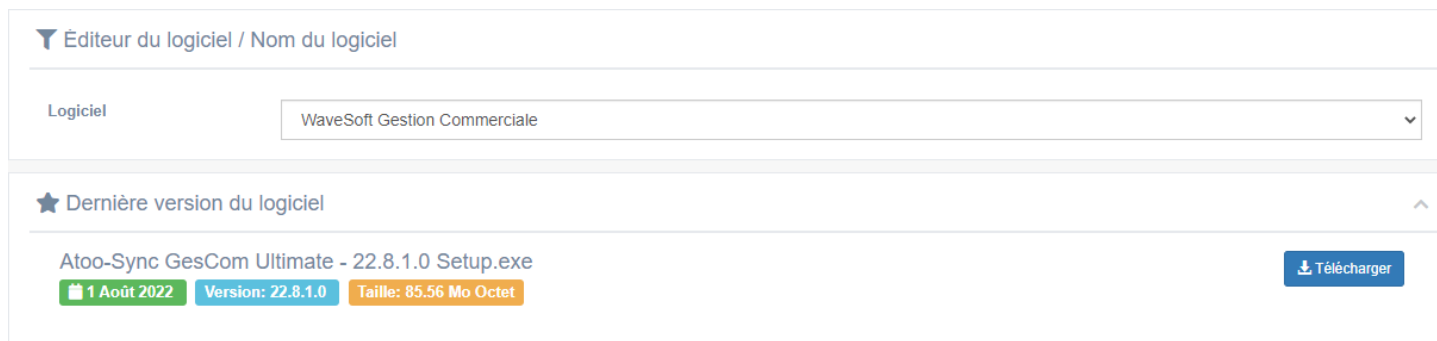 Éditeur du logiciel / Nom du logiciel
Logiciel
WaveSoft Gestion Commerciale
Dernière version du logiciel
Atoo-Sync GesCom Ultimate - 22.8.1.0 Setup.exe
Télécharger
1 Août 2022 Version: 22.8.1.0 Taille: 85.56 Mo Octet